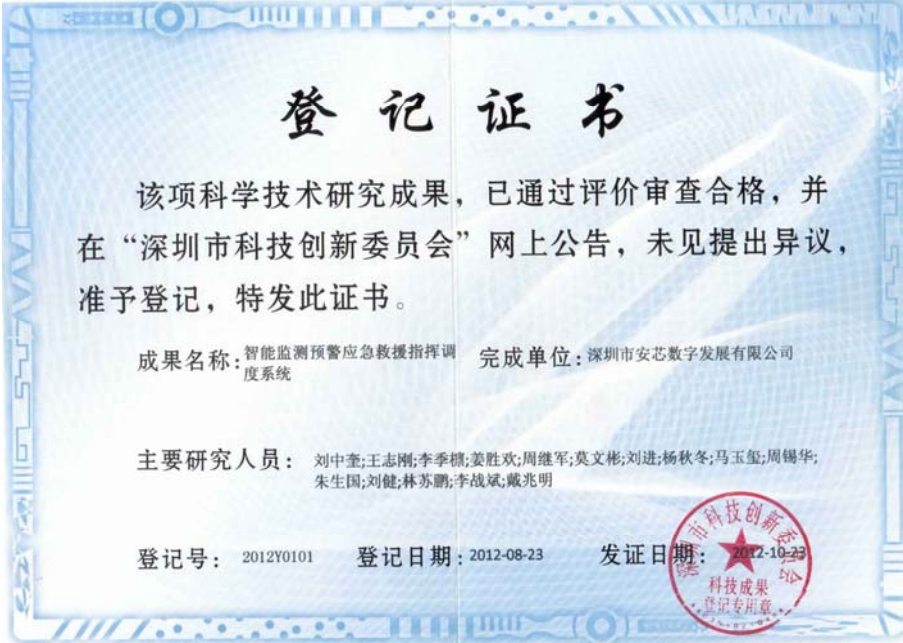 登记证书
该项科学技术研究成果，已通过评价审查合格，并
在“深圳市科技创新委员会”网上公告，未见提出异议，
准予登记，特发此证书。
成果名称：智能监测预警应急救援指挥调
度系统
完成单位：深圳市安芯数字发展有限公司
主要研究人员： 刘中奎;王志刚;李季檩;姜胜欢;周继军;莫文彬;刘进;杨秋冬;马玉玺;周锡华;
朱生国;刘健;林苏鹏;李战斌;戴兆明
登记号： 2012Y0101 登记日期：2012-08-23 发证日期： 2012-10-23
深圳市科技创新委员会
科技成果
登记专用章